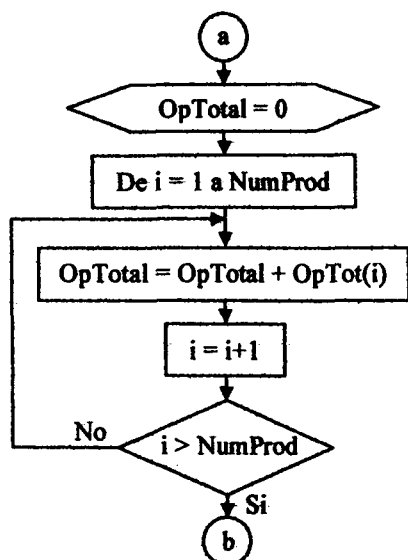 a
OpTotal = 0
De i = 1 a NumProd
OpTotal = OpTotal + OpTot(i)
i = i+1
No
i > NumProd
Si
b